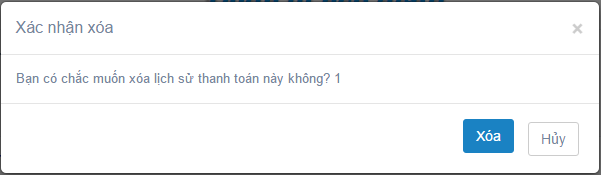 Xác nhận xóa
×
Bạn có chắc muốn xóa lịch sử thanh toán này không? 1
Xóa
Hủy